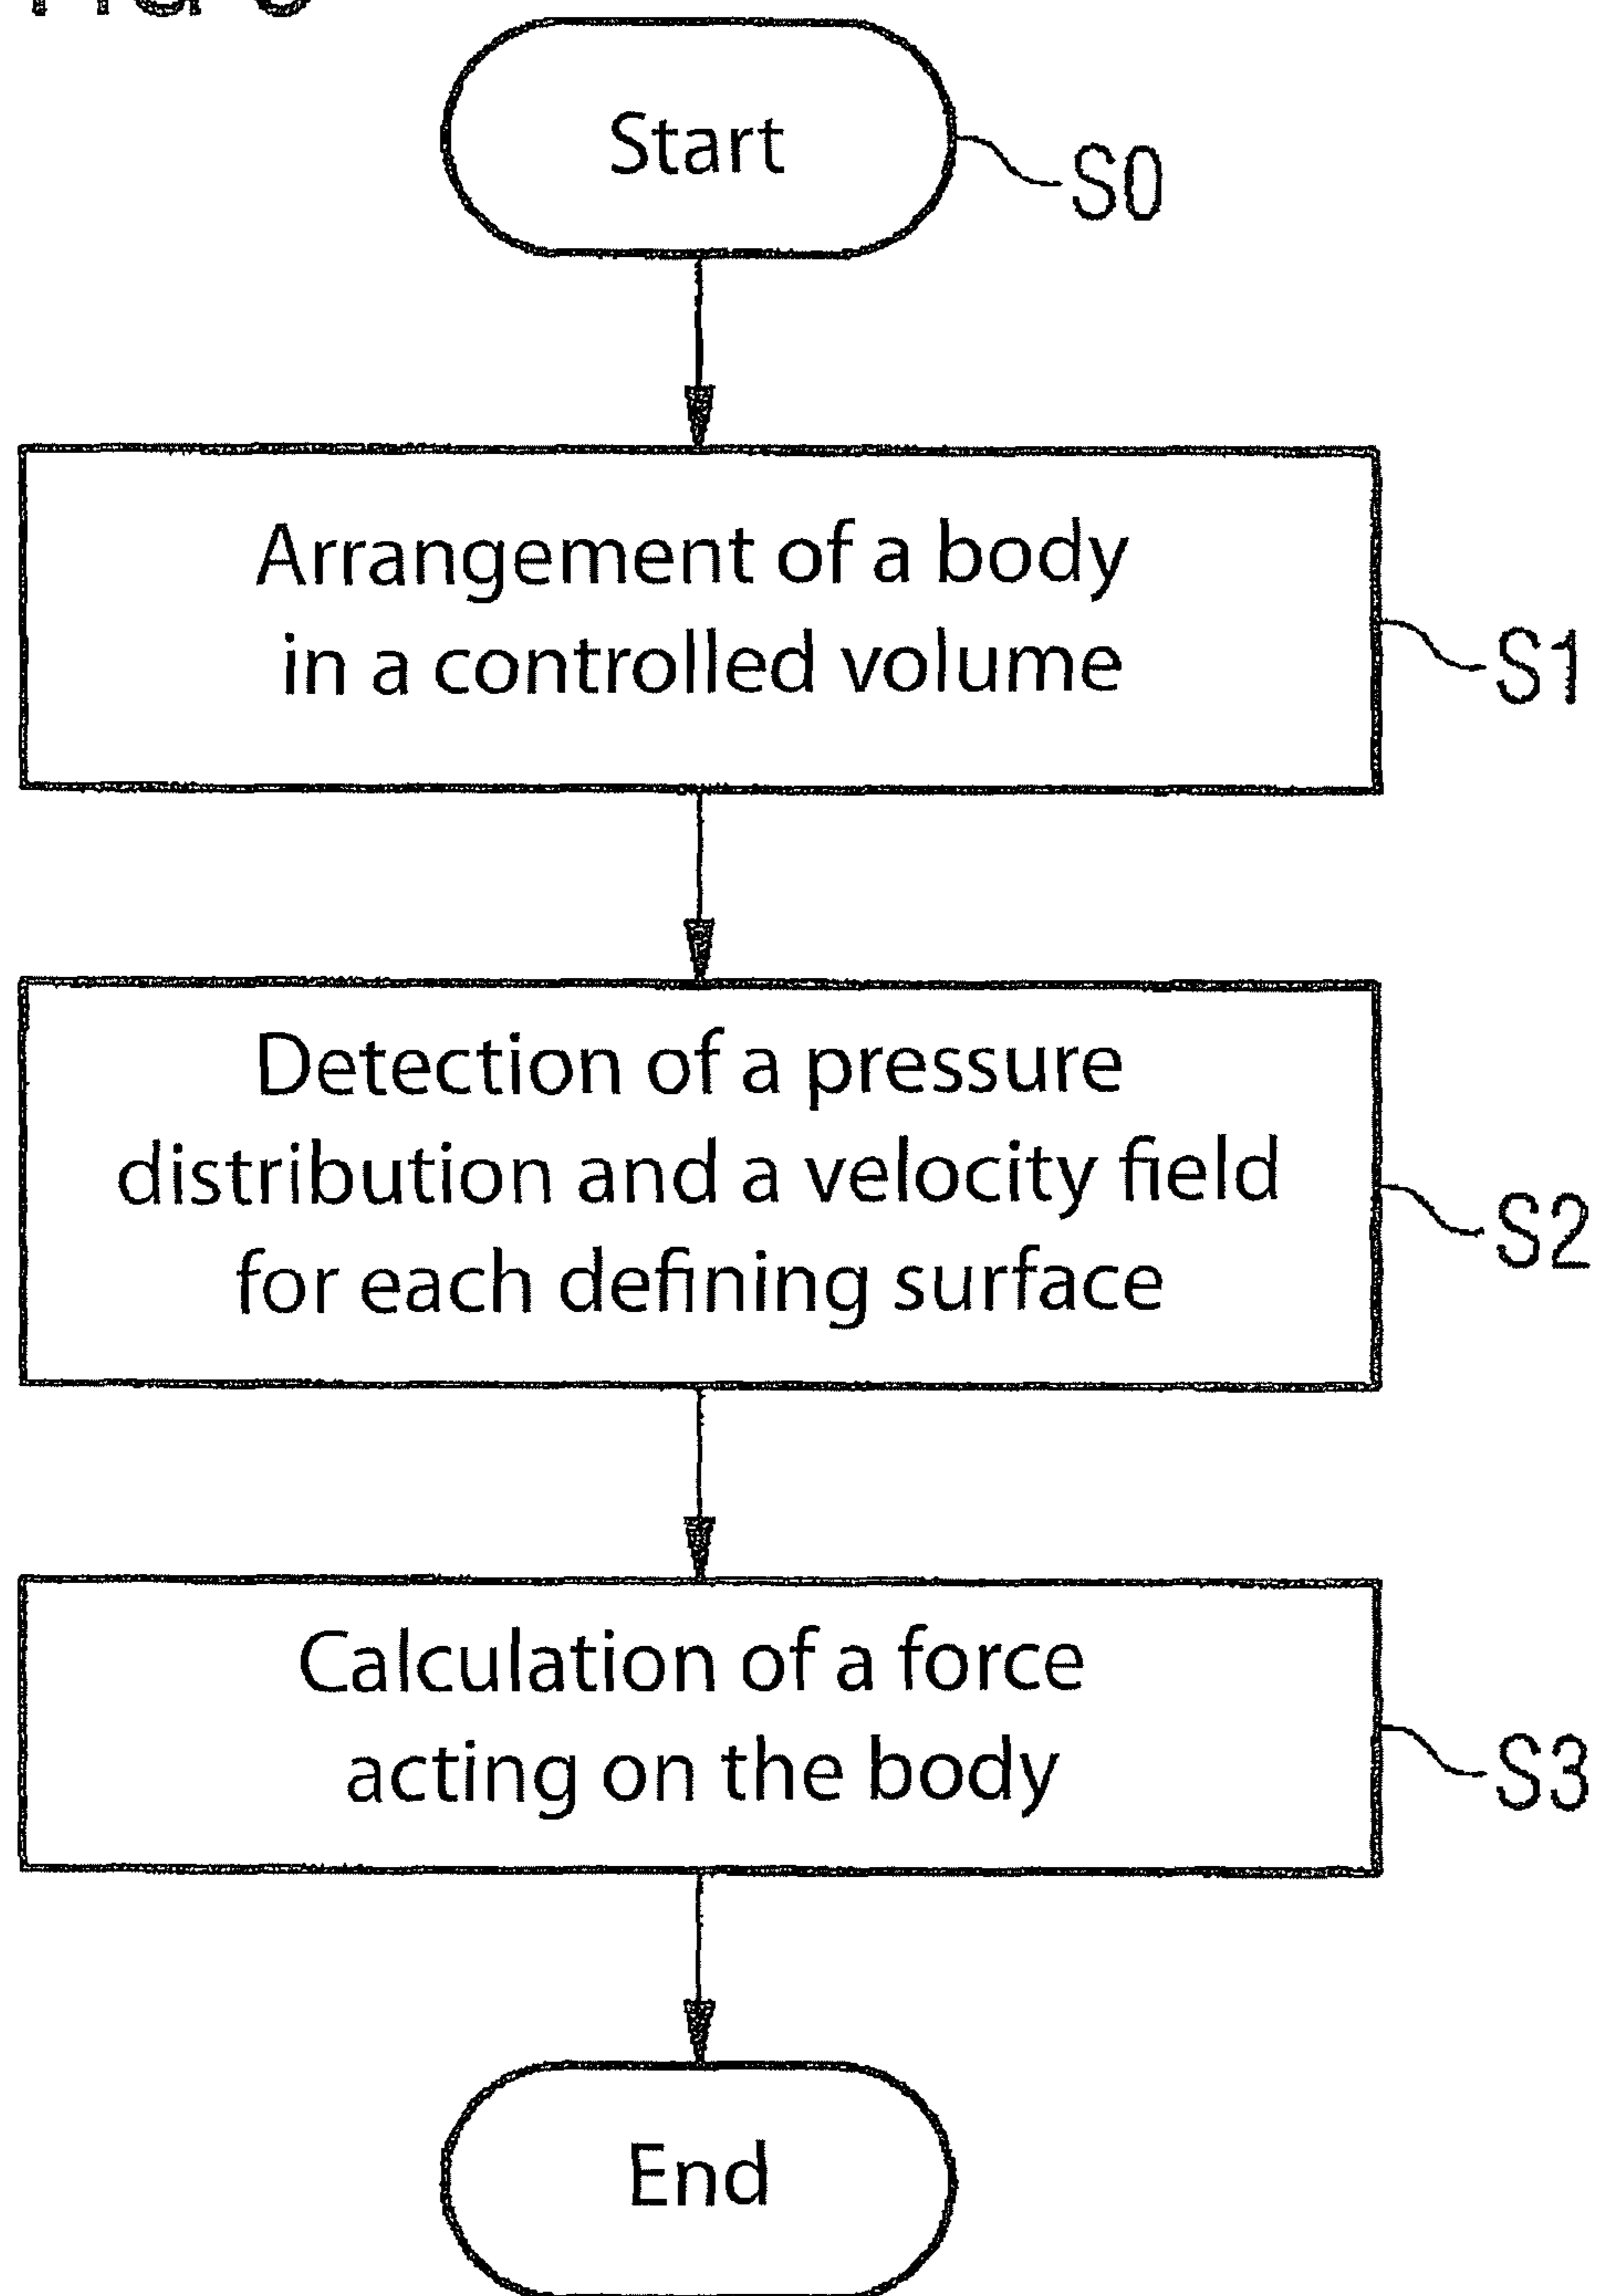 Start
S0
Arrangement of a body
in a controlled volume
S1
Detection of a pressure
distribution and a velocity field
for each defining surface
S2
Calculation of a force
acting on the body
S3
End